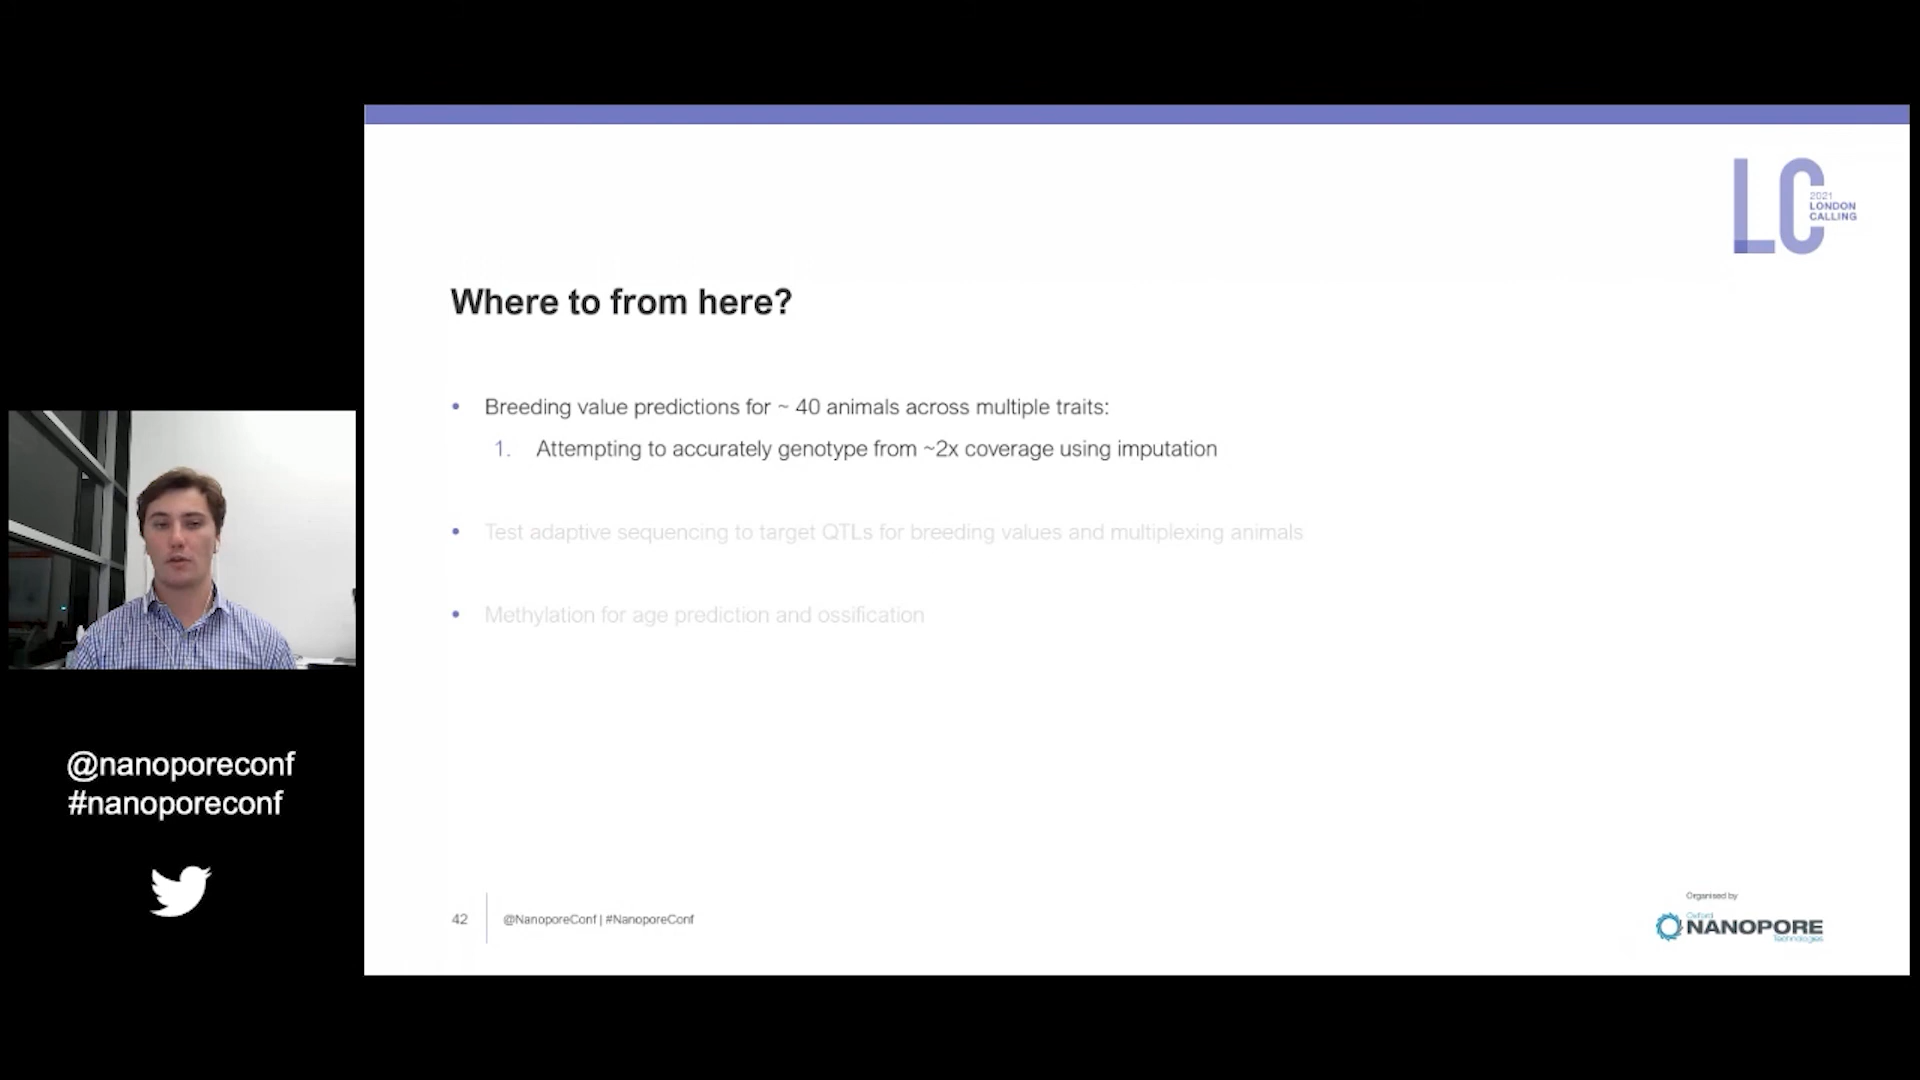 LC
2021
LONDON
CALLING
Where to from here?
• Breeding value predictions for ~ 40 animals across multiple traits:
1. Attempting to accurately genotype from ~2x coverage using imputation
• Test adaptive sequencing to target QTLs for breeding values and multiplexing animals
• Methylation for age prediction and ossification
@nanoporeconf
#nanoporeconf
42
@NanoporeConf | #NanoporeConf
Organised by
Oxford
NANOPORE
Technologies